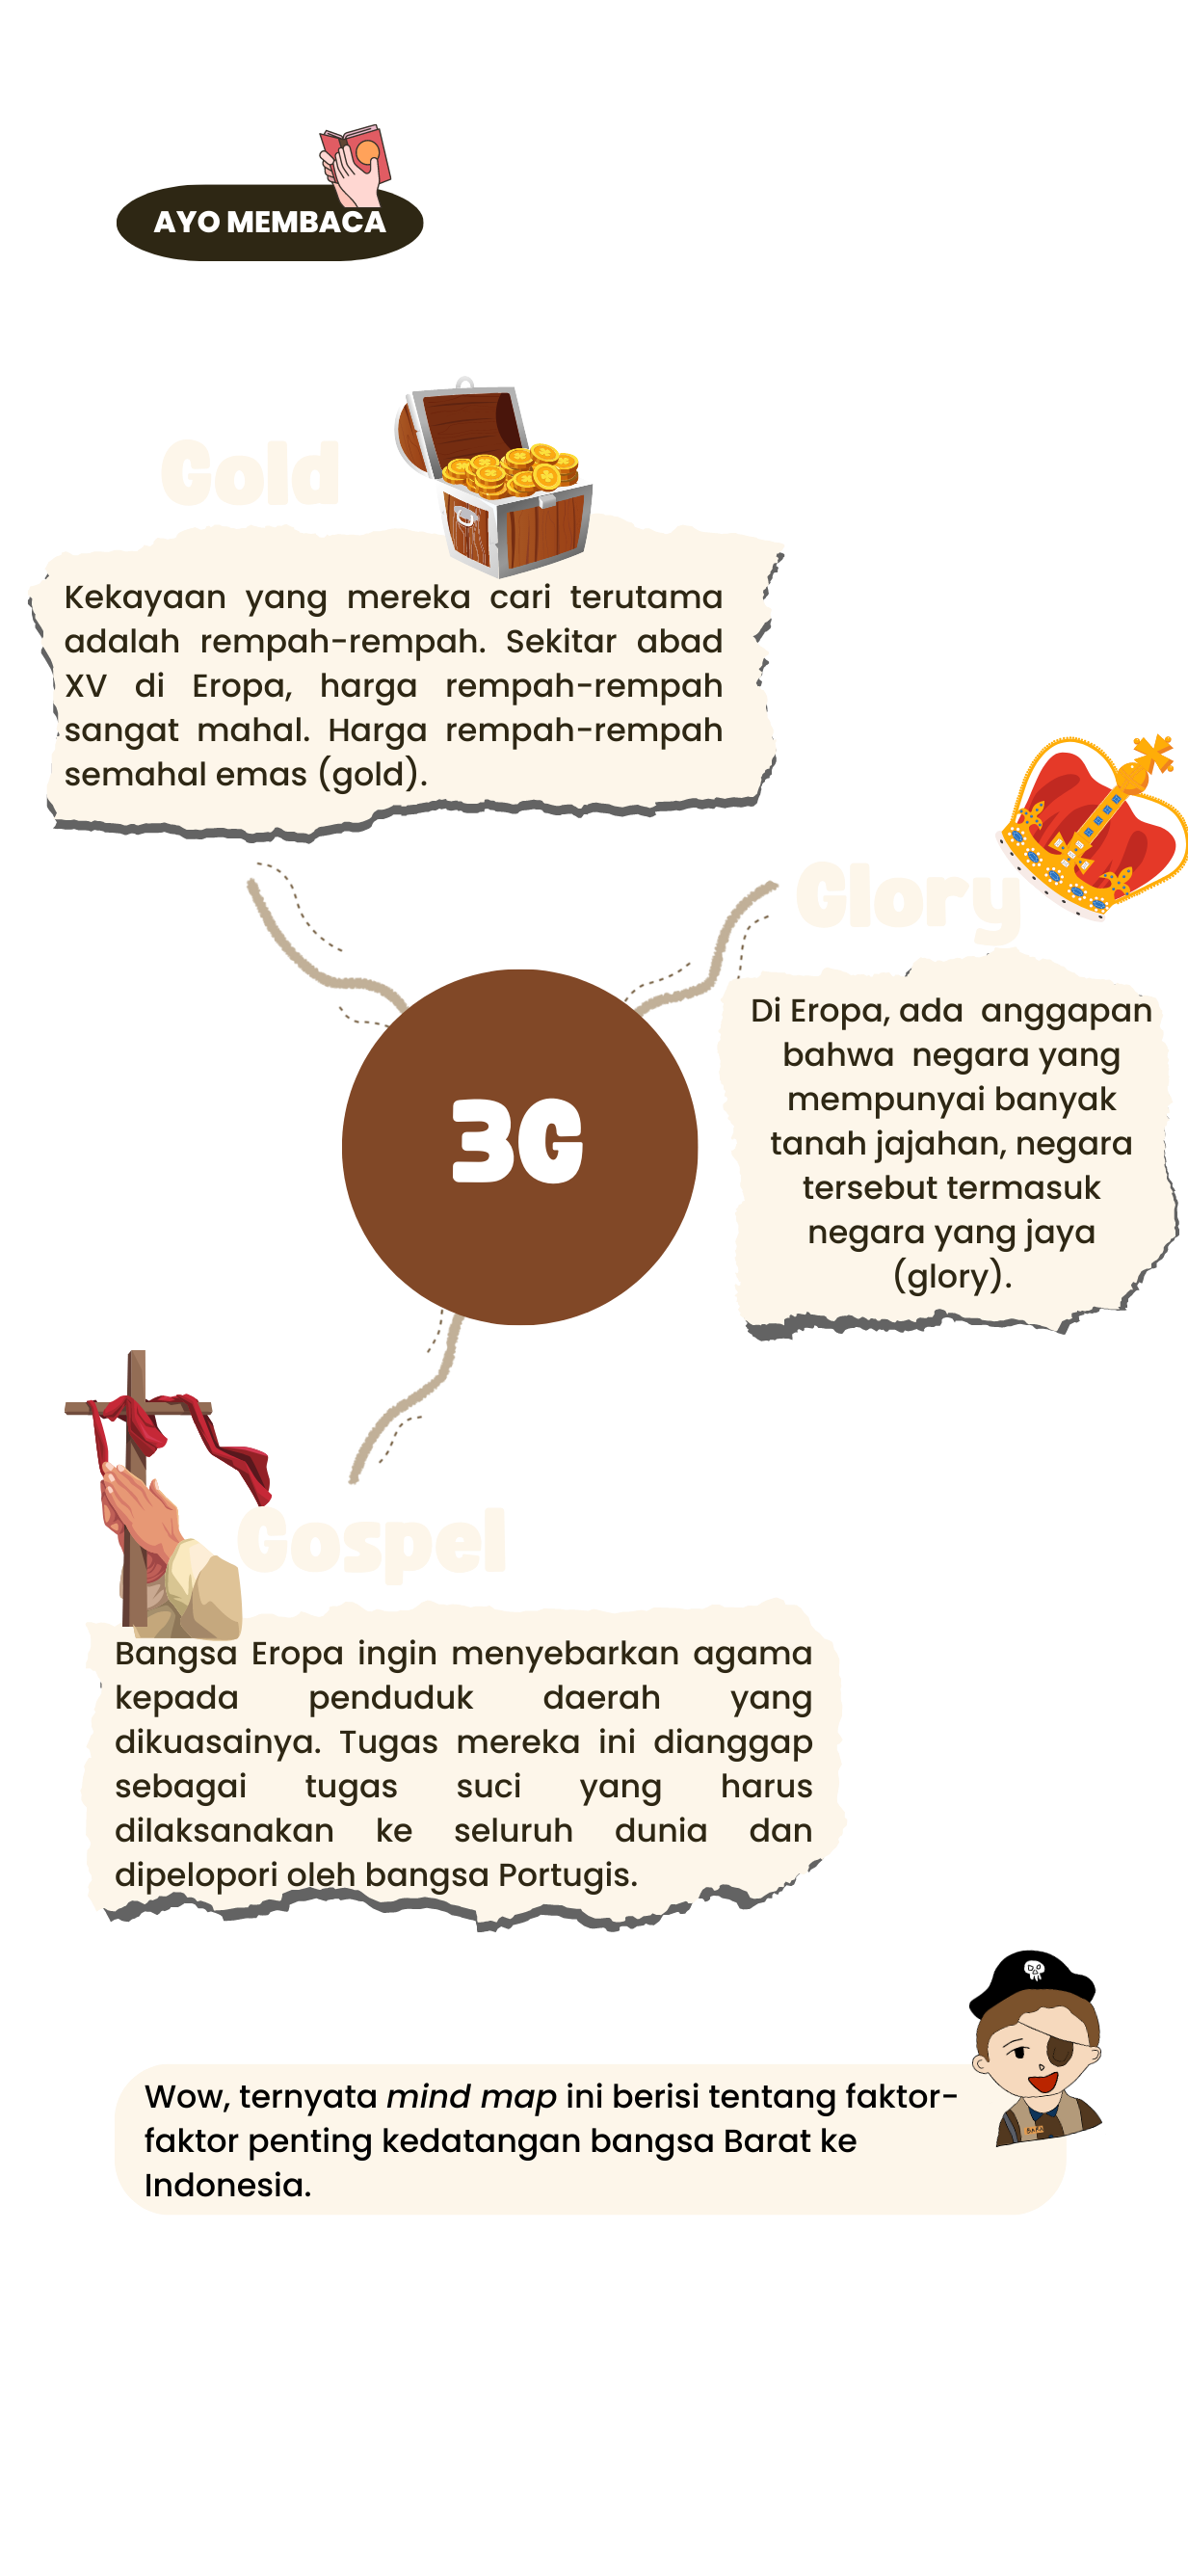 AYO MEMBACA
Gold
Kekayaan yang mereka cari terutama
adalah rempah-rempah. Sekitar abad
XV di Eropa, harga rempah-rempah
sangat mahal. Harga rempah-rempah
semahal emas (gold).
Glory
Di Eropa, ada anggapan
bahwa negara yang
mempunyai banyak
tanah jajahan, negara
tersebut termasuk
negara yang jaya
(glory).
3G
Gospel
Bangsa Eropa ingin menyebarkan agama
kepada penduduk daerah yang
dikuasainya. Tugas mereka ini dianggap
sebagai tugas suci yang harus
dilaksanakan ke seluruh dunia dan
dipelopori oleh bangsa Portugis.
Wow, ternyata mind map ini berisi tentang faktor-
faktor penting kedatangan bangsa Barat ke
Indonesia.